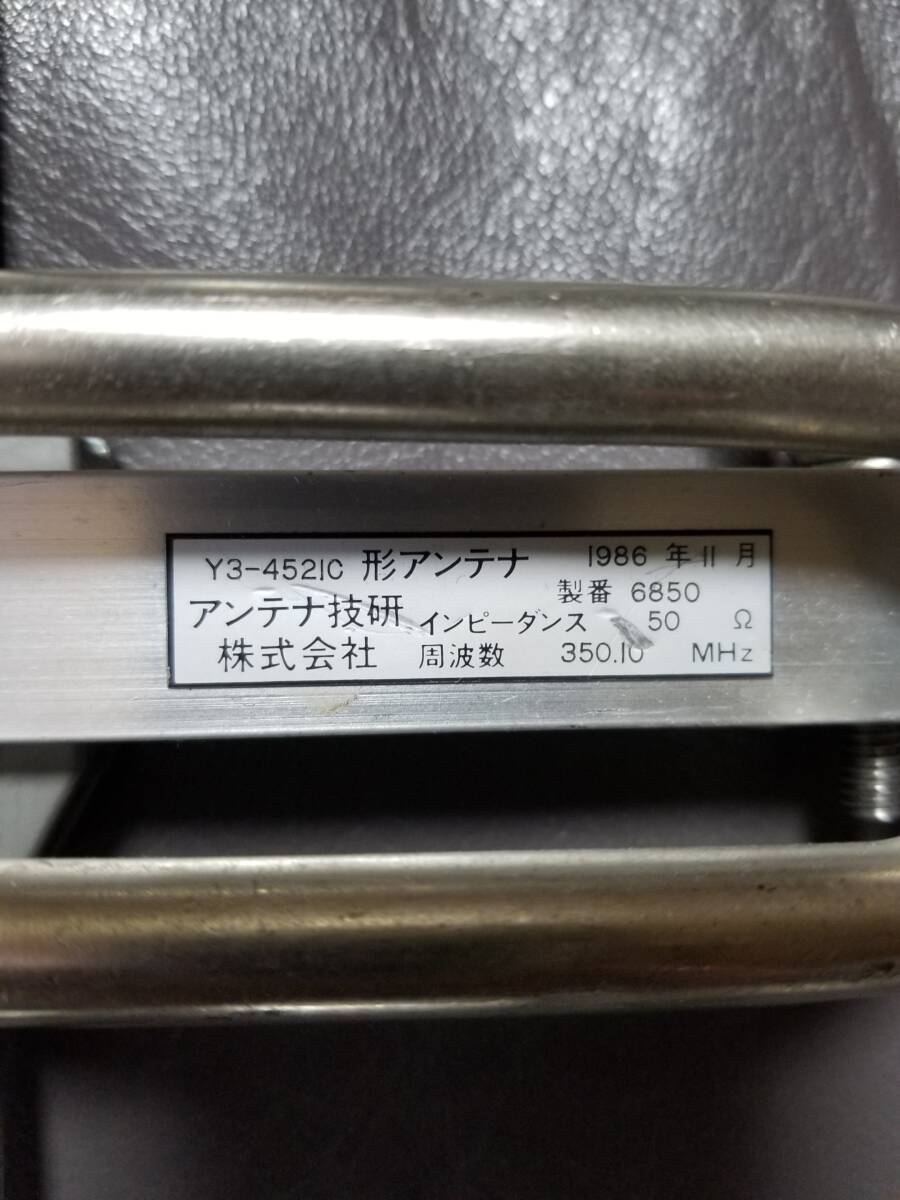 Y3-4521C 形アンテナ 1986 年 11 月
製番 6850
アンテナ技研 インピーダンス 50 Ω
株式会社 周波数 350.10 MHz